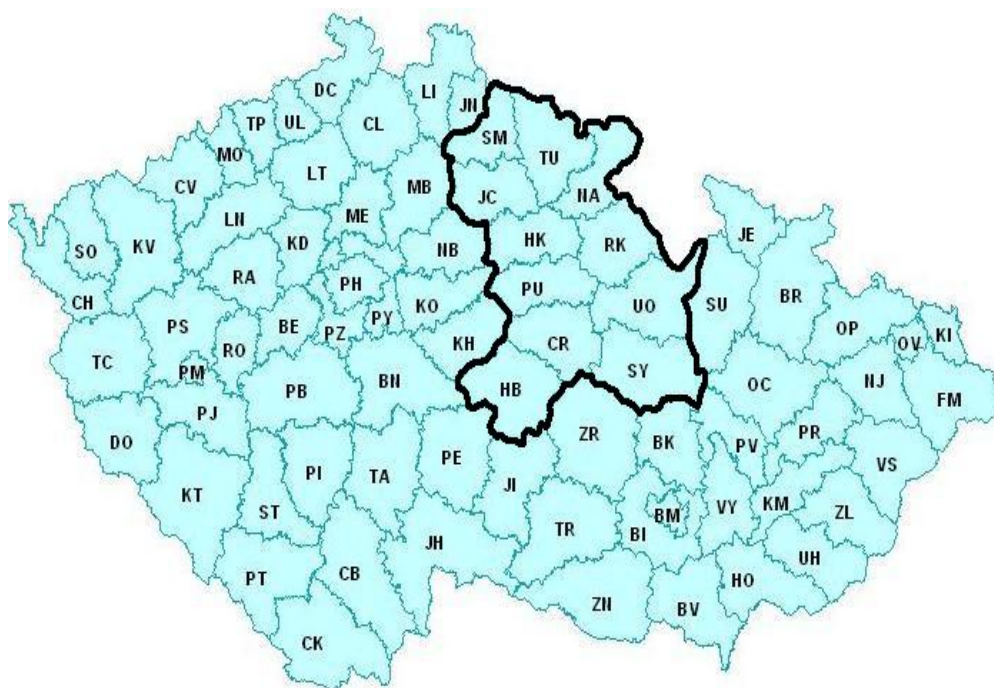 DC
LI
JN
TP
UL
CL
SM
TU
MO
LT
CV
MB
JC
NA
LN
ME
SO
KV
KD
NB
HK
RK
JE
RA
PH
PU
CH
KO
UO
SU
BR
PS
BE
PY
PZ
OP
KI
OV
TC
RO
KH
CR
PM
BN
SY
OC
NJ
PB
HB
FM
PJ
DO
ZR
BK
PR
PV
PE
VS
KT
PI
TA
JI
ST
BM
VY
KM
ZL
TR
BI
JH
UH
PT
CB
HO
ZN
BV
CK